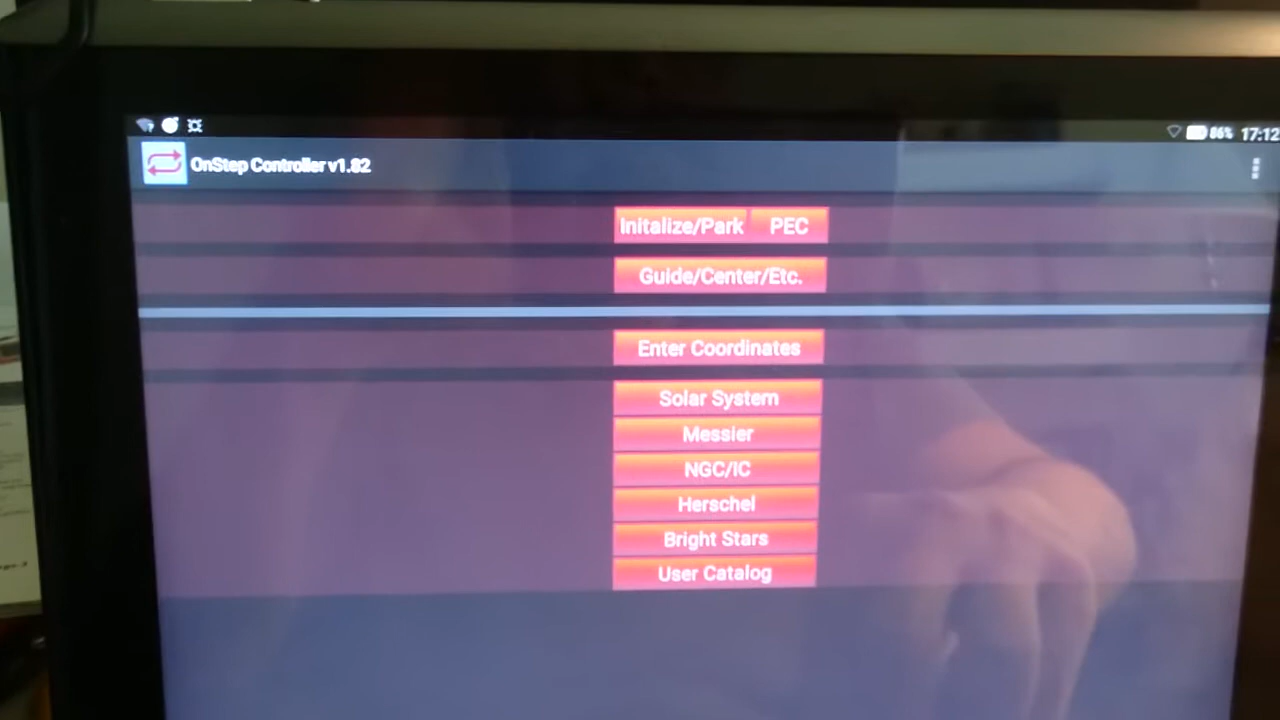 86% 17:12
OnStep Controller v1.82
Initalize/Park PEC
Guide/Center/Etc.
Enter Coordinates
Solar System
Messier
NGC/IC
Herschel
Bright Stars
User Catalog